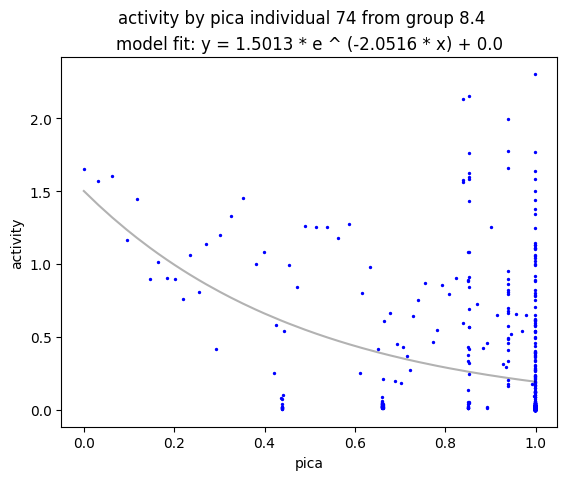 activity by pica individual 74 from group 8.4
model fit: y = 1.5013 * e ^ (-2.0516 * x) + 0.0
2.0
1.5
1.0
0.5
0.0
activity
0.0 0.2 0.4 0.6 0.8 1.0
pica